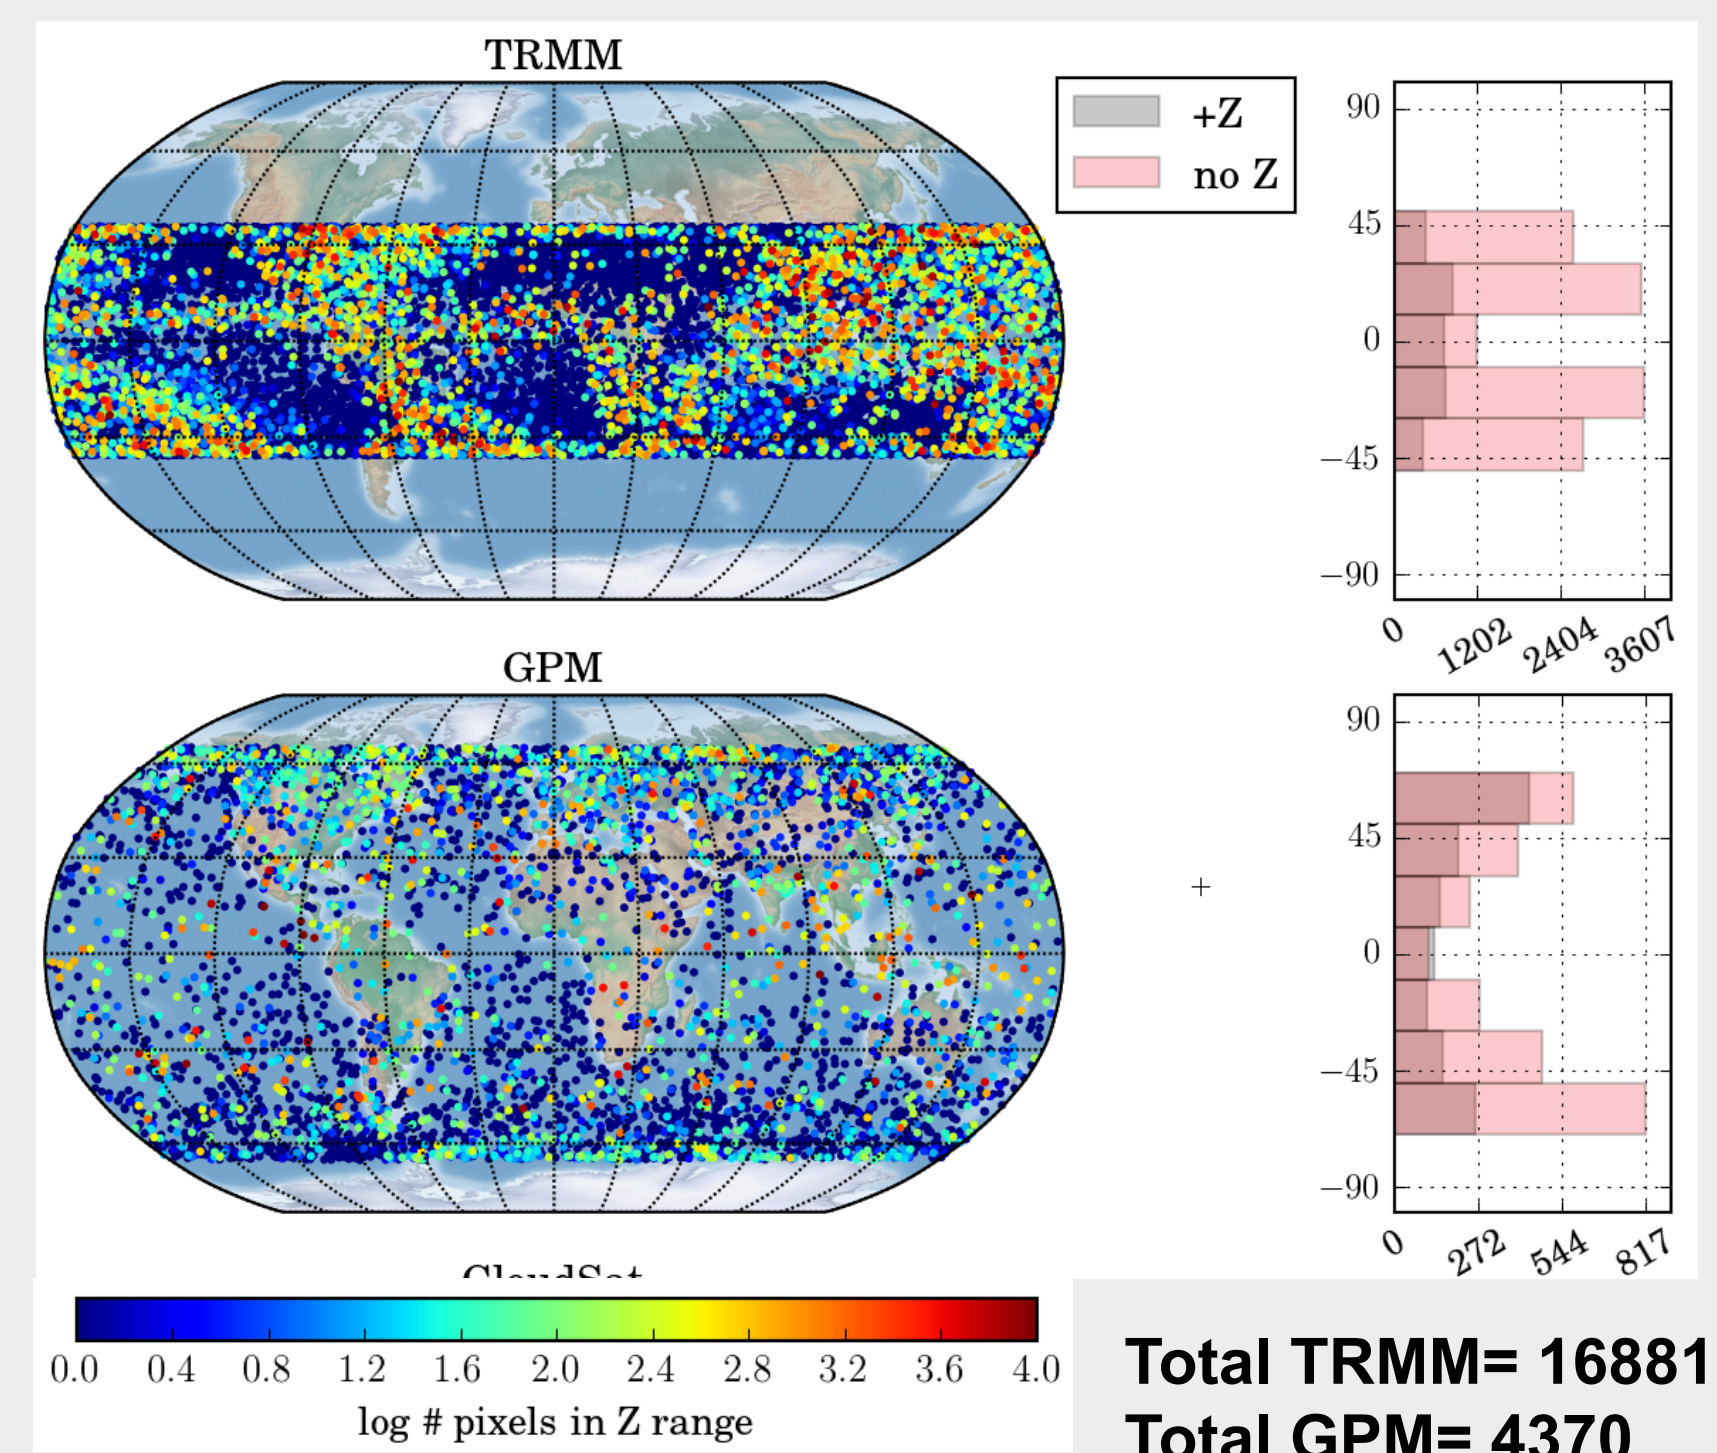 TRMM
+Z
no Z
90
45
0
−45
−90
0 1202 2404 3607
GPM
90
45
0
−45
−90
0 272 544 817
CloudSat
0.0 0.4 0.8 1.2 1.6 2.0 2.4 2.8 3.2 3.6 4.0
log # pixels in Z range
Total TRMM= 16881
Total GPM= 4370